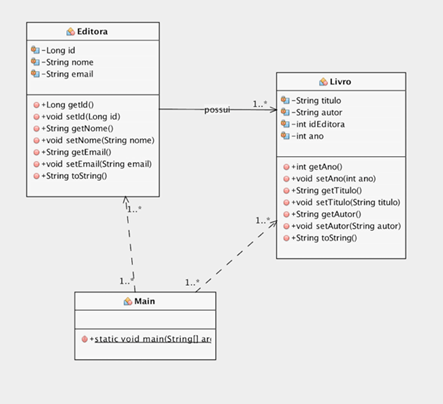 Editora
-Long id
-String nome
-String email
+Long getId()
+void setId(Long id)
+String getNome()
+void setNome(String nome)
+String getEmail()
+void setEmail(String email)
+String toString()
possui
1..*
Livro
-String titulo
-String autor
-int idEditora
-int ano
+int getAno()
+void setAno(int ano)
+String getTitulo()
+void setTitulo(String titulo)
+String getAutor()
+void setAutor(String autor)
+String toString()
1..*
1..*
1..*
1..*
Main
+static void main(String[] ar